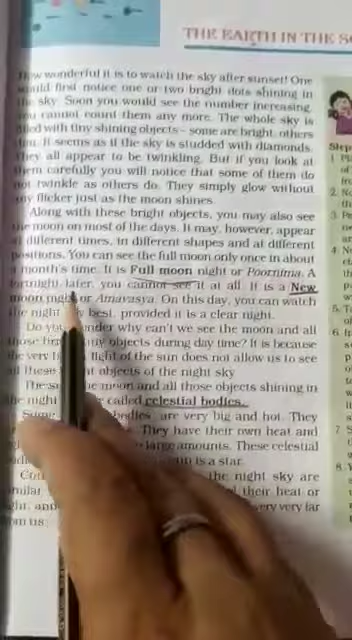 THE EARTH IN THE S
How wonderful it is to watch the sky after sunset! One
would first notice one or two bright dots shining in
the sky. Soon you would see the number increasing.
You cannot count them any more. The whole sky is
filled with tiny shining objects – some are bright, others
dim. It seems as if the sky is studded with diamonds.
They all appear to be twinkling. But if you look at
them carefully you will notice that some of them do
not twinkle as others do. They simply glow without
any flicker just as the moon shines.
Along with these bright objects, you may also see
the moon on most of the days. It may, however, appear
at different times, in different shapes and at different
positions. You can see the full moon only once in about
a month's time. It is Full moon night or Poornima. A
fortnight later, you cannot see it at all. It is a New
moon night or Amavasya. On this day, you can watch
the night best, provided it is a clear night.
Do you wonder why can't we see the moon and all
those objects during day time? It is because
the very light of the sun does not allow us to see
all these objects of the night sky
The moon and all those objects shining in
the night called celestial bodies.
Some bodies are very big and hot. They
They have their own heat and
large amounts. These celestial
is a star.
the night sky are
their heat or
very very far
from us
Step
1.
2.
3.
4.
5.
6.
7.
8.